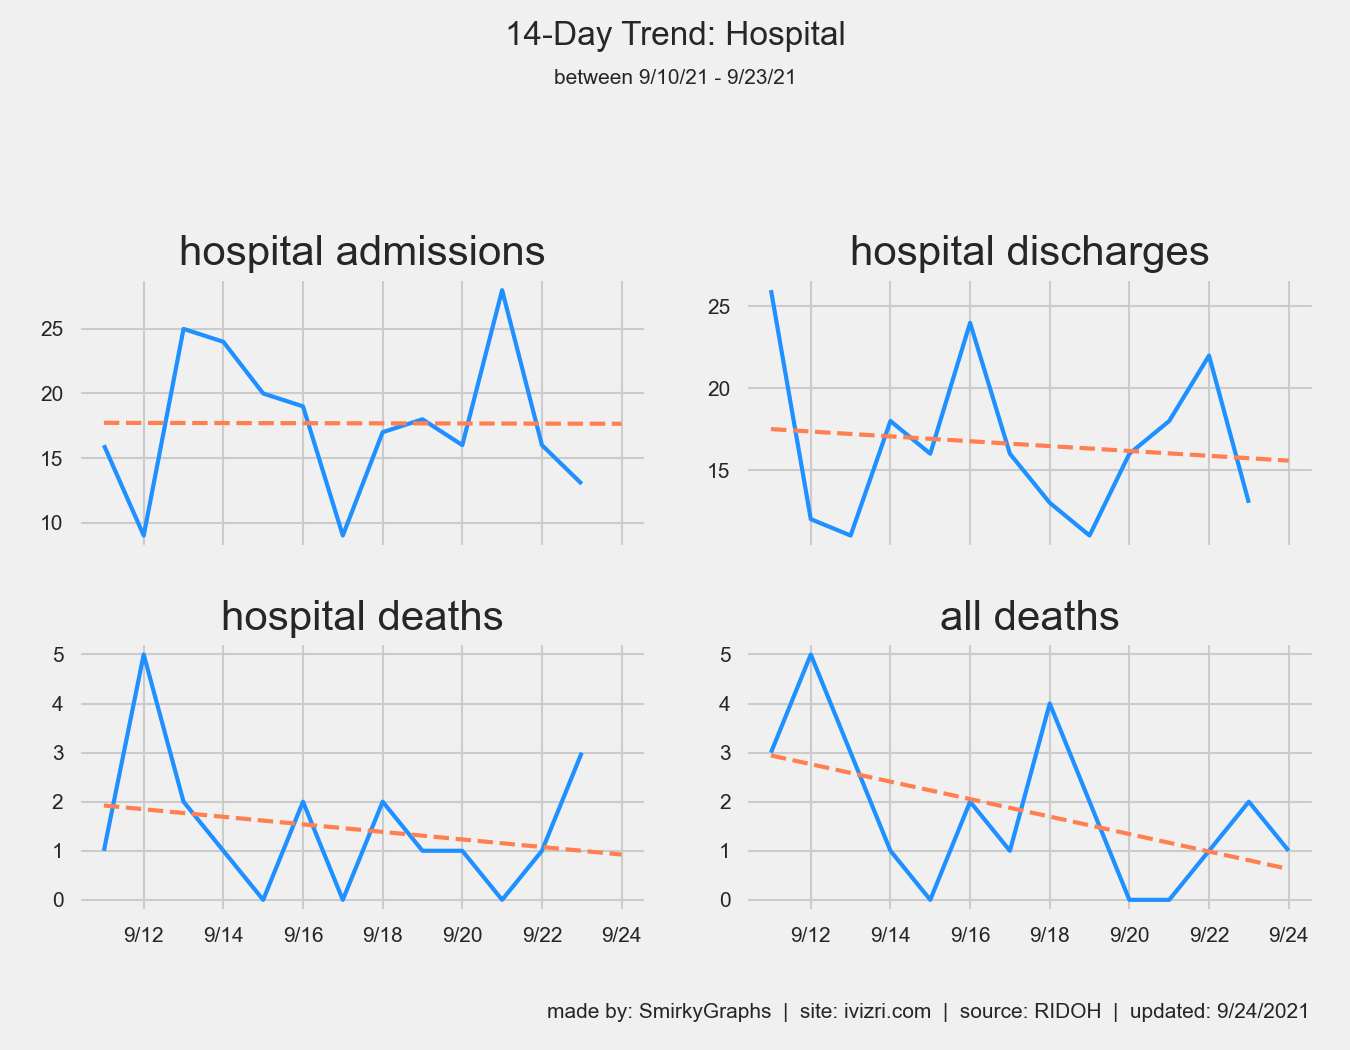 14-Day Trend: Hospital
between 9/10/21 - 9/23/21
hospital admissions
25
20
15
10
hospital discharges
25
20
15
hospital deaths
5
4
3
2
1
0
9/12 9/14 9/16 9/18 9/20 9/22 9/24
all deaths
5
4
3
2
1
0
9/12 9/14 9/16 9/18 9/20 9/22 9/24
made by: SmirkyGraphs | site: ivizri.com | source: RIDOH | updated: 9/24/2021